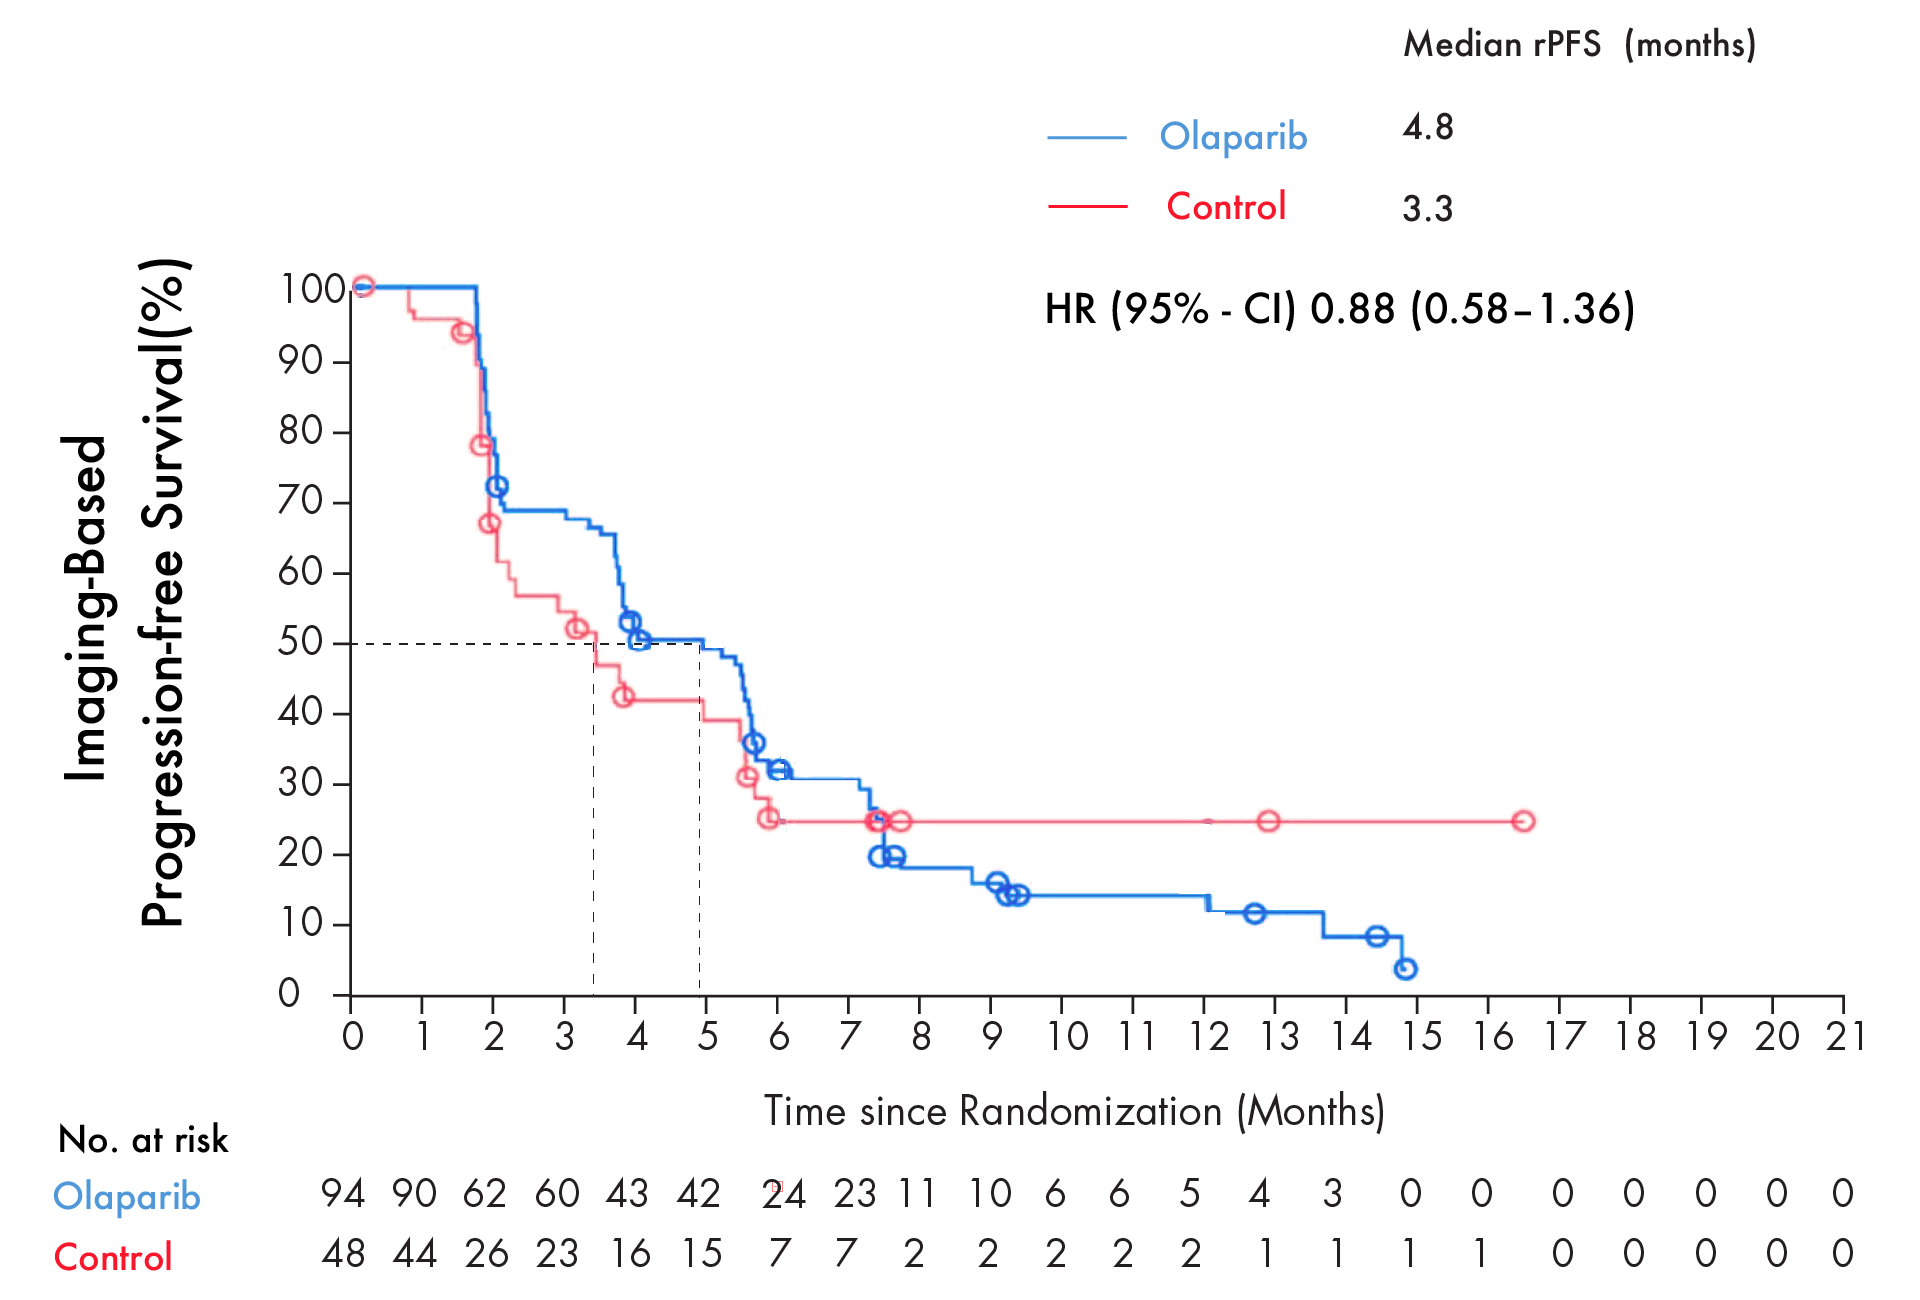 Median rPFS (months)
Olaparib 4.8
Control 3.3
HR (95% - CI) 0.88 (0.58–1.36)
Imaging-Based
Progression-free Survival(%)
100
90
80
70
60
50
40
30
20
10
0
0 1 2 3 4 5 6 7 8 9 10 11 12 13 14 15 16 17 18 19 20 21
Time since Randomization (Months)
No. at risk
Olaparib 94 90 62 60 43 42 24 23 11 10 6 6 5 4 3 0 0 0 0 0 0 0
Control 48 44 26 23 16 15 7 7 2 2 2 2 2 1 1 1 1 0 0 0 0 0